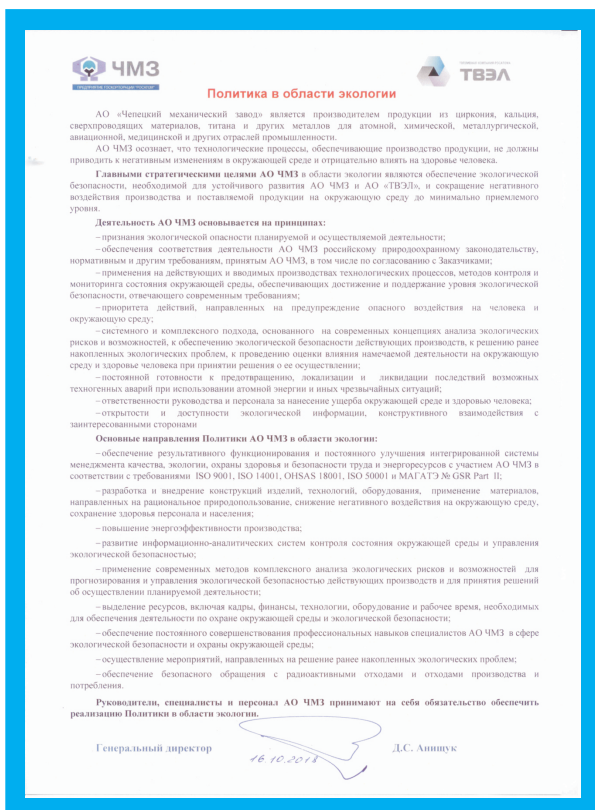 ЧМЗ
ПРЕДПРИЯТИЕ ГОСКОРПОРАЦИИ «РОСАТОМ»
ТВЭЛ
Политика в области экологии
АО «Чепецкий механический завод» является производителем продукции из циркония, кальция,
сверхпроводящих материалов, титана и других металлов для атомной, химической, металлургической,
авиационной, медицинской и других отраслей промышленности.
АО ЧМЗ осознает, что технологические процессы, обеспечивающие производство продукции, не должны
приводить к негативным изменениям в окружающей среде и отрицательно влиять на здоровье человека.
Главными стратегическими целями АО ЧМЗ в области экологии являются обеспечение экологической
безопасности, необходимой для устойчивого развития АО ЧМЗ и АО «ТВЭЛ», и сокращение негативного
воздействия производства и поставляемой продукции на окружающую среду до минимально приемлемого
уровня.
Деятельность АО ЧМЗ основывается на принципах:
–признания экологической опасности планируемой и осуществляемой деятельности;
–обеспечения соответствия деятельности АО ЧМЗ российскому природоохранному законодательству,
нормативным и другим требованиям, принятым АО ЧМЗ, в том числе по согласованию с Заказчиками;
–применения на действующих и вводимых производствах технологических процессов, методов контроля и
мониторинга состояния окружающей среды, обеспечивающих достижение и поддержание уровня экологической
безопасности, отвечающего современным требованиям;
–приоритета действий, направленных на предупреждение опасного воздействия на человека и
окружающую среду;
–системного и комплексного подхода, основанного на современных концепциях анализа экологических
рисков и возможностей, к обеспечению экологической безопасности действующих производств, к решению ранее
накопленных экологических проблем, к проведению оценки влияния намечаемой деятельности на окружающую
среду и здоровье человека при принятии решения о ее осуществлении;
–постоянной готовности к предотвращению, локализации и ликвидации последствий возможных
техногенных аварий при использовании атомной энергии и иных чрезвычайных ситуаций;
–ответственности руководства и персонала за нанесение ущерба окружающей среде и здоровью человека;
–открытости и доступности экологической информации, конструктивного взаимодействия с
заинтересованными сторонами
Основные направления Политики АО ЧМЗ в области экологии:
–обеспечение результативного функционирования и постоянного улучшения интегрированной системы
менеджмента качества, экологии, охраны здоровья и безопасности труда и энергоресурсов с участием АО ЧМЗ в
соответствии с требованиями ISO 9001, ISO 14001, OHSAS 18001, ISO 50001 и МАГАТЭ № GSR Part II;
–разработка и внедрение конструкций изделий, технологий, оборудования, применение материалов,
направленных на рациональное природопользование, снижение негативного воздействия на окружающую среду,
сохранение здоровья персонала и населения;
–повышение энергоэффективности производства;
–развитие информационно-аналитических систем контроля состояния окружающей среды и управления
экологической безопасностью;
–применение современных методов комплексного анализа экологических рисков и возможностей для
прогнозирования и управления экологической безопасностью действующих производств и для принятия решений
об осуществлении планируемой деятельности;
–выделение ресурсов, включая кадры, финансы, технологии, оборудование и рабочее время, необходимых
для обеспечения деятельности по охране окружающей среды и экологической безопасности;
–обеспечение постоянного совершенствования профессиональных навыков специалистов АО ЧМЗ в сфере
экологической безопасности и охраны окружающей среды;
–осуществление мероприятий, направленных на решение ранее накопленных экологических проблем;
–обеспечение безопасного обращения с радиоактивными отходами и отходами производства и
потребления.
Руководители, специалисты и персонал АО ЧМЗ принимают на себя обязательство обеспечить
реализацию Политики в области экологии.
Генеральный директор
Д.С. Анищук
16.10.2018